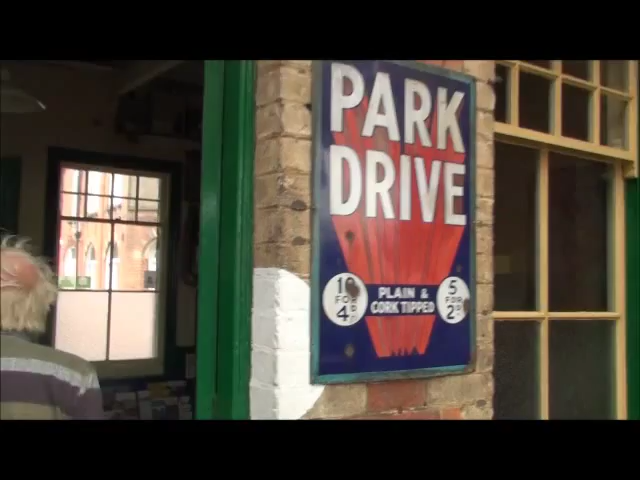 PARK
DRIVE
10
FOR
4D
PLAIN &
CORK TIPPED
5
FOR
2D